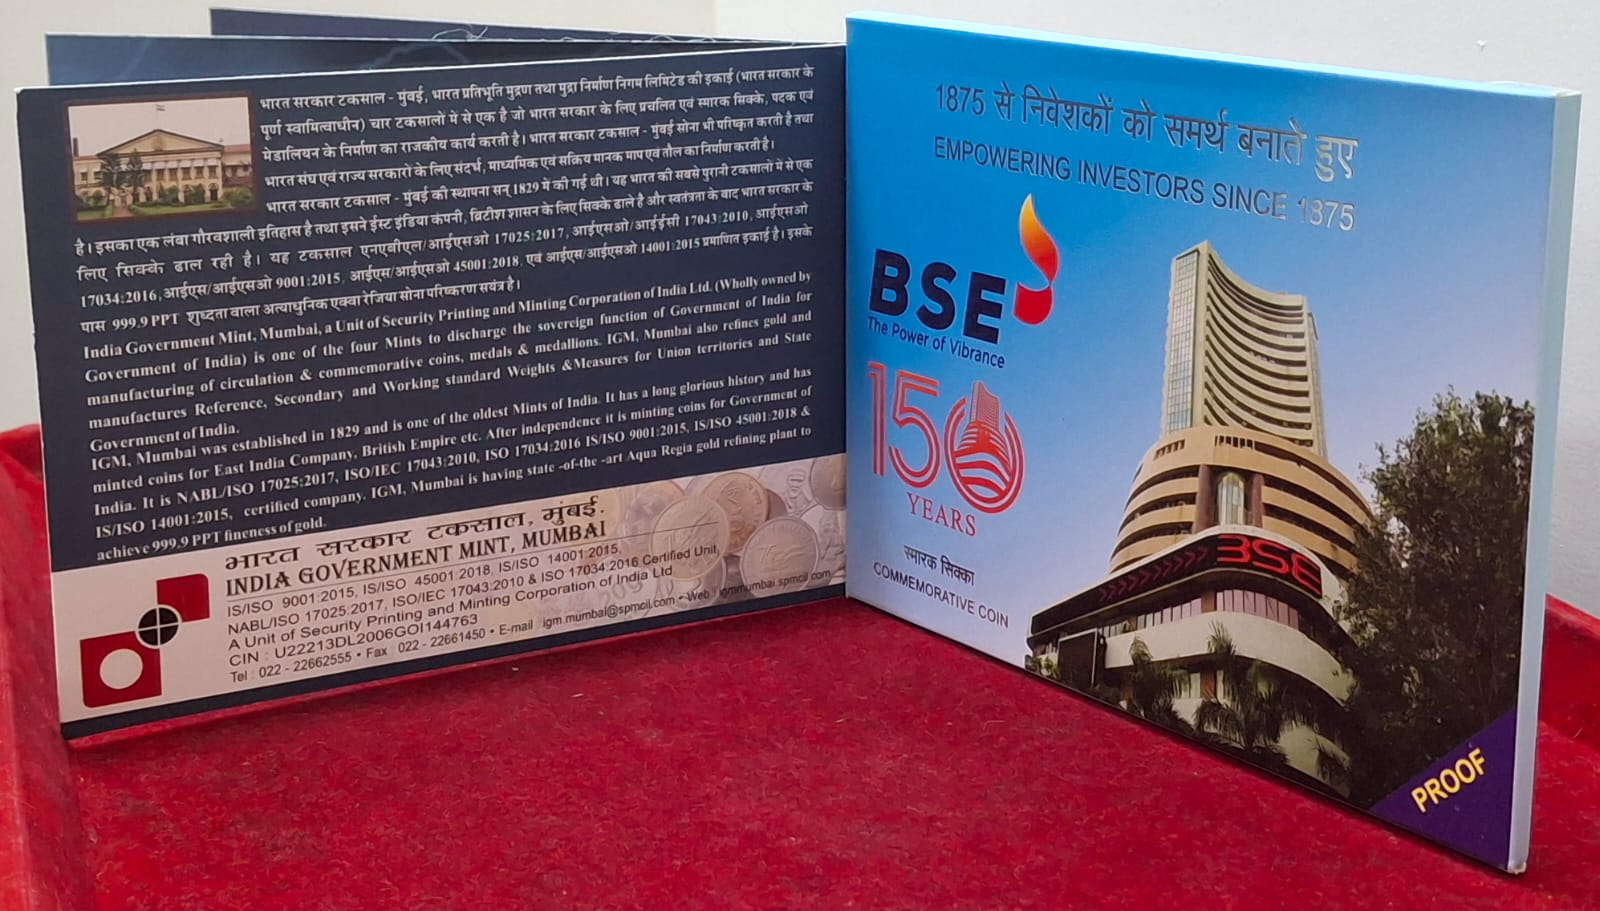 भारत सरकार टकसाल - मुंबई, भारत प्रतिभूति मुद्रण तथा मुद्रा निर्माण निगम लिमिटेड की इकाई (भारत सरकार के
पूर्ण स्वामित्वाधीन) चार टकसालों में से एक है जो भारत सरकार के लिए प्रचलित एवं स्मारक सिक्के, पदक एवं
मेडालियन के निर्माण का राजकीय कार्य करती है। भारत सरकार टकसाल - मुंबई सोना भी परिष्कृत करती है तथा
भारत संघ एवं राज्य सरकारों के लिए संदर्भ, माध्यमिक एवं सक्रिय मानक माप एवं तौल का निर्माण करती है।
भारत सरकार टकसाल - मुंबई की स्थापना सन् 1829 में की गई थी। यह भारत की सबसे पुरानी टकसालों में से एक
है। इसका एक लंबा गौरवशाली इतिहास है तथा इसने ईस्ट इंडिया कंपनी, ब्रिटीश शासन के लिए सिक्के ढाले है और स्वतंत्रता के बाद भारत सरकार के
लिए सिक्के ढाल रही है। यह टकसाल एनएबीएल/आईएसओ 17025:2017, आईएसओ/आईईसी 17043:2010, आईएसओ
17034:2016, आईएस/आईएसओ 9001:2015, आईएस/आईएसओ 45001:2018, एवं आईएस/आईएसओ 14001:2015 प्रमाणित इकाई है। इसके
पास 999.9 PPT शुध्दता वाला अत्याधुनिक एक्वा रेजिया सोना परिष्करण सयंत्र है।
India Government Mint, Mumbai, a Unit of Security Printing and Minting Corporation of India Ltd. (Wholly owned by
Government of India) is one of the four Mints to discharge the sovereign function of Government of India for
manufacturing of circulation & commemorative coins, medals & medallions. IGM, Mumbai also refines gold and
manufactures Reference, Secondary and Working standard Weights &Measures for Union territories and State
Government of India.
IGM, Mumbai was established in 1829 and is one of the oldest Mints of India. It has a long glorious history and has
minted coins for East India Company, British Empire etc. After independence it is minting coins for Government of
India. It is NABL/ISO 17025:2017, ISO/IEC 17043:2010, ISO 17034:2016 IS/ISO 9001:2015, IS/ISO 45001:2018 &
IS/ISO 14001:2015, certified company. IGM, Mumbai is having state -of-the -art Aqua Regia gold refining plant to
achieve 999.9 PPT fineness of gold.
भारत सरकार टकसाल, मुंबई.
INDIA GOVERNMENT MINT, MUMBAI
IS/ISO 9001:2015, IS/ISO 45001:2018, IS/ISO 14001:2015,
NABL/ISO 17025:2017, ISO/IEC 17043:2010 & ISO 17034:2016 Certified Unit,
A Unit of Security Printing and Minting Corporation of India Ltd
CIN : U22213DL2006GOI144763
Tel : 022 - 22662555 • Fax : 022 - 22661450 • E-mail : igm.mumbai@spmcil.com • Web : igmmumbai.spmcil.com
1875 से निवेशकों को समर्थ बनाते हुए
EMPOWERING INVESTORS SINCE 1875
BSE
The Power of Vibrance
150
YEARS
स्मारक सिक्का
COMMEMORATIVE COIN
BSE
PROOF